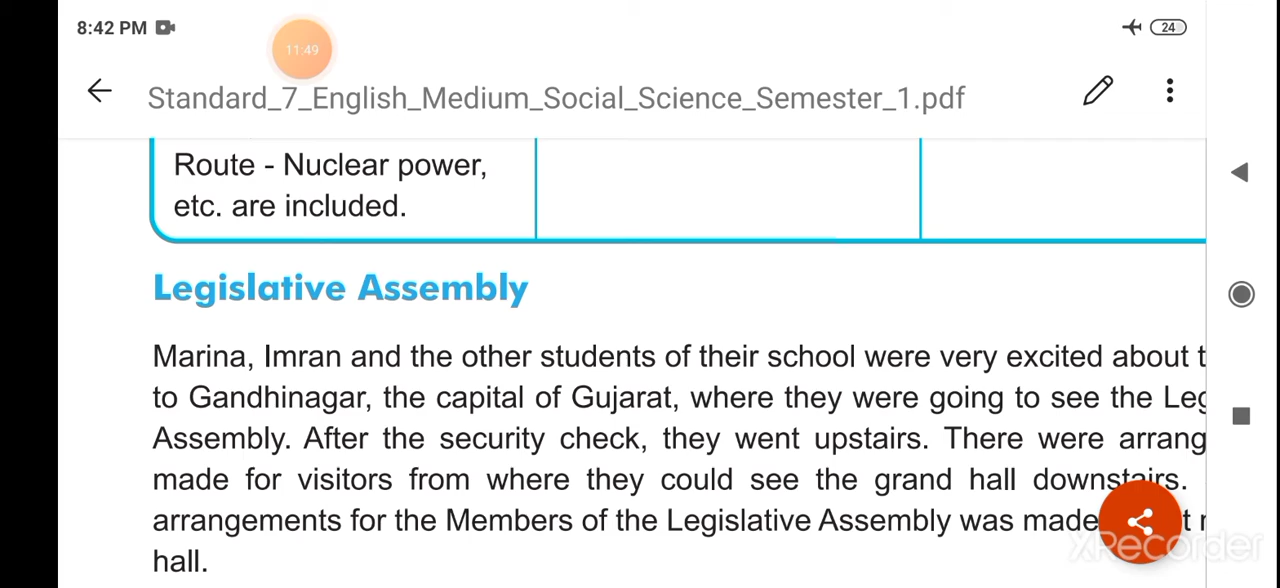 8:42 PM
11:49
24
Standard_7_English_Medium_Social_Science_Semester_1.pdf
Route - Nuclear power,
etc. are included.
Legislative Assembly
Marina, Imran and the other students of their school were very excited about t
to Gandhinagar, the capital of Gujarat, where they were going to see the Leg
Assembly. After the security check, they went upstairs. There were arrang
made for visitors from where they could see the grand hall downstairs.
arrangements for the Members of the Legislative Assembly was made
hall.
XRecorder